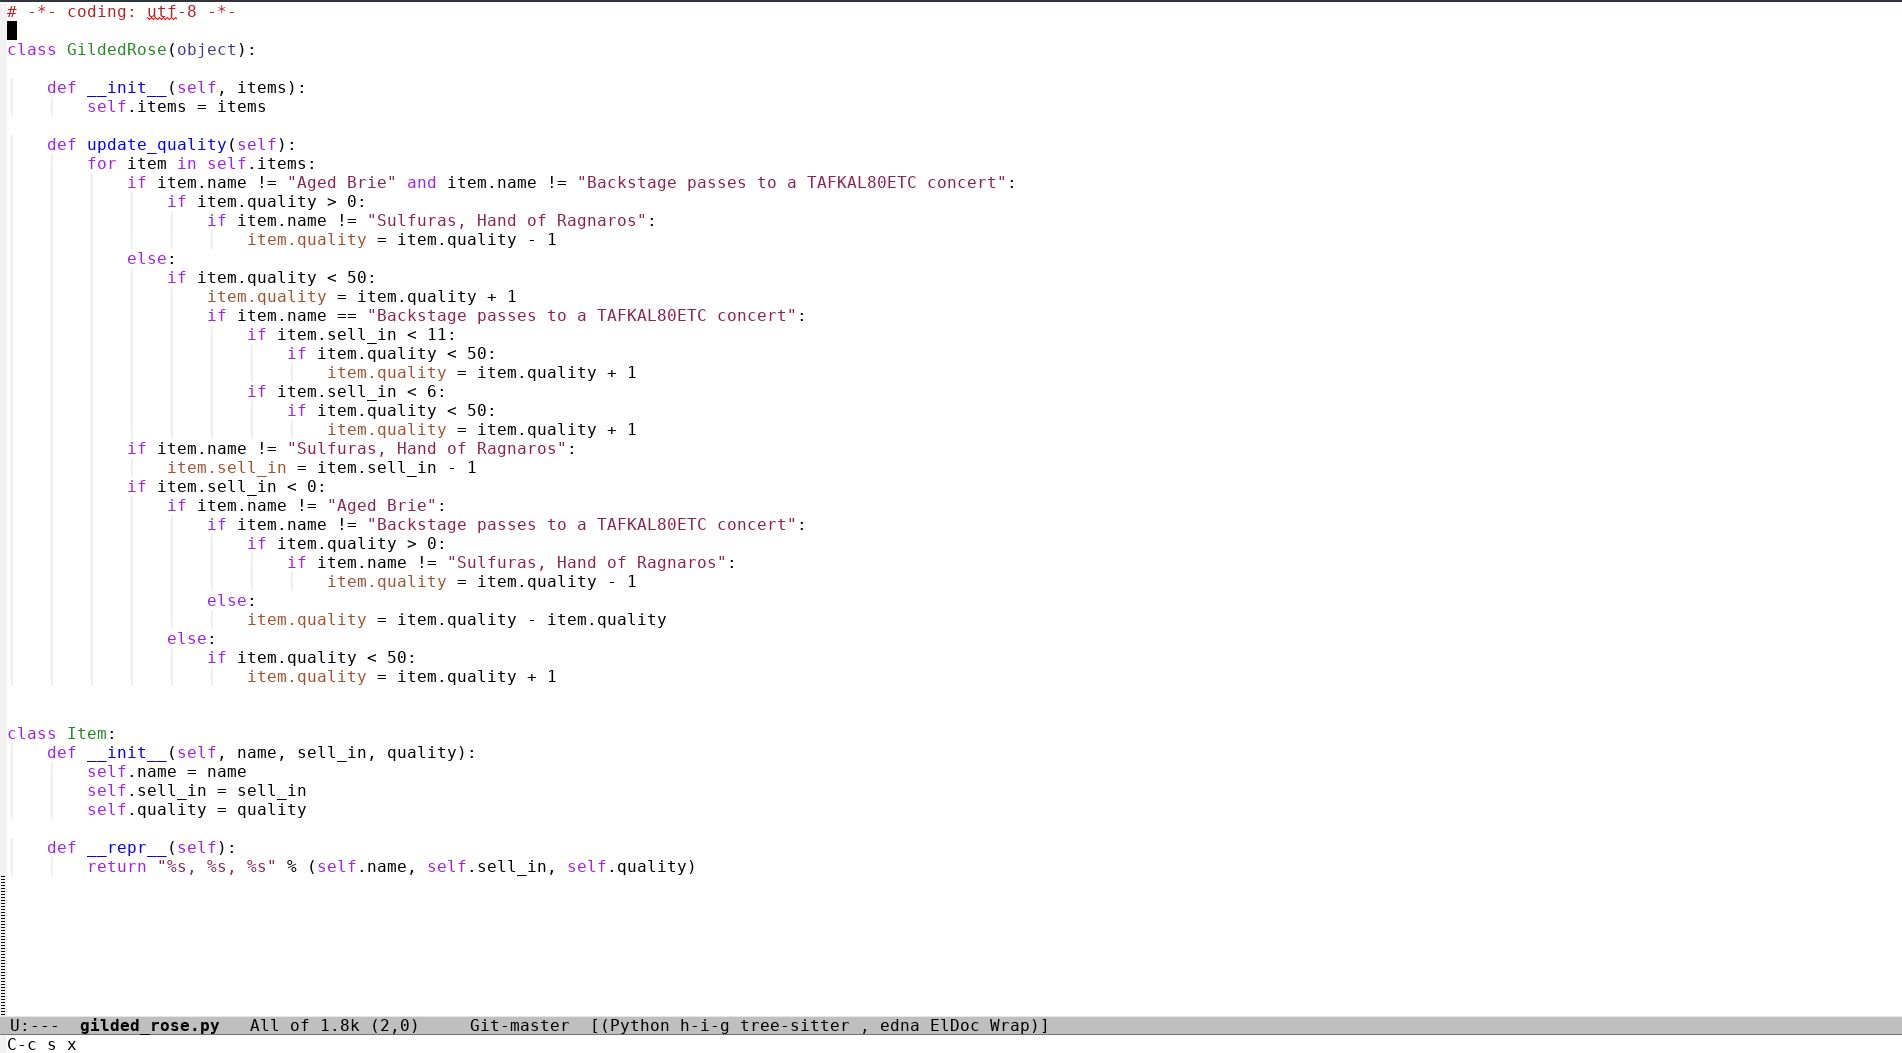 # -*- coding: utf-8 -*-

class GildedRose(object):

    def __init__(self, items):
        self.items = items

    def update_quality(self):
        for item in self.items:
            if item.name != "Aged Brie" and item.name != "Backstage passes to a TAFKAL80ETC concert":
                if item.quality > 0:
                    if item.name != "Sulfuras, Hand of Ragnaros":
                        item.quality = item.quality - 1
            else:
                if item.quality < 50:
                    item.quality = item.quality + 1
                    if item.name == "Backstage passes to a TAFKAL80ETC concert":
                        if item.sell_in < 11:
                            if item.quality < 50:
                                item.quality = item.quality + 1
                        if item.sell_in < 6:
                            if item.quality < 50:
                                item.quality = item.quality + 1
            if item.name != "Sulfuras, Hand of Ragnaros":
                item.sell_in = item.sell_in - 1
            if item.sell_in < 0:
                if item.name != "Aged Brie":
                    if item.name != "Backstage passes to a TAFKAL80ETC concert":
                        if item.quality > 0:
                            if item.name != "Sulfuras, Hand of Ragnaros":
                                item.quality = item.quality - 1
                    else:
                        item.quality = item.quality - item.quality
                else:
                    if item.quality < 50:
                        item.quality = item.quality + 1


class Item:
    def __init__(self, name, sell_in, quality):
        self.name = name
        self.sell_in = sell_in
        self.quality = quality

    def __repr__(self):
        return "%s, %s, %s" % (self.name, self.sell_in, self.quality)
U:---  gilded_rose.py   All of 1.8k (2,0)     Git-master  [(Python h-i-g tree-sitter , edna ElDoc Wrap)]
C-c s x